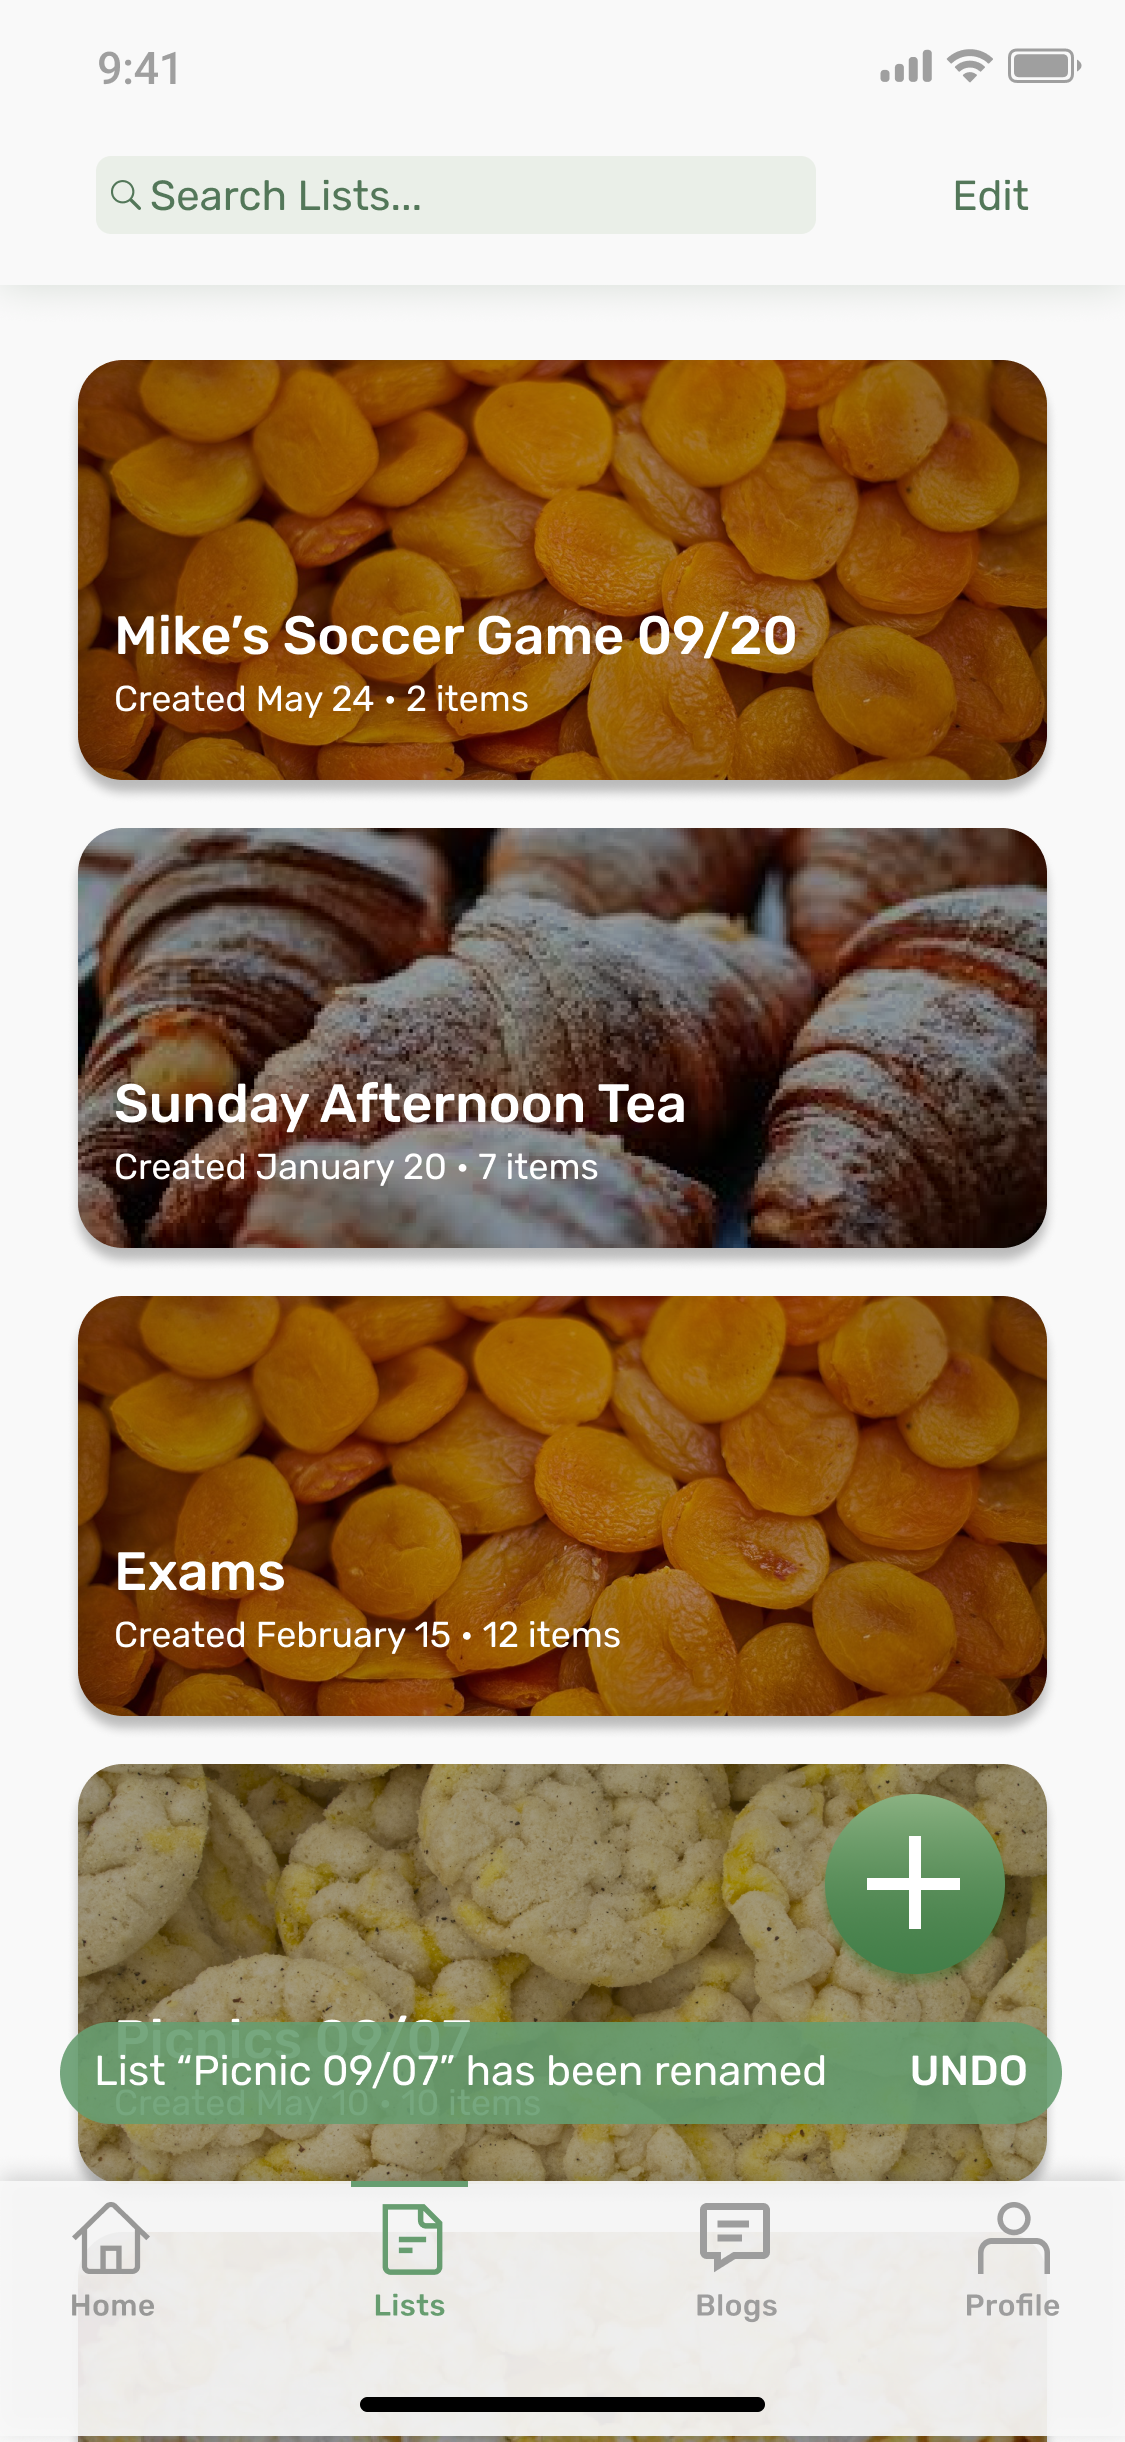 9:41
Search Lists...
Edit
Mike’s Soccer Game 09/20
Created May 24 • 2 items
Sunday Afternoon Tea
Created January 20 • 7 items
Exams
Created February 15 • 12 items
Picnics 09/07
List “Picnic 09/07” has been renamed
UNDO
Created May 10 • 10 items
Home
Lists
Blogs
Profile